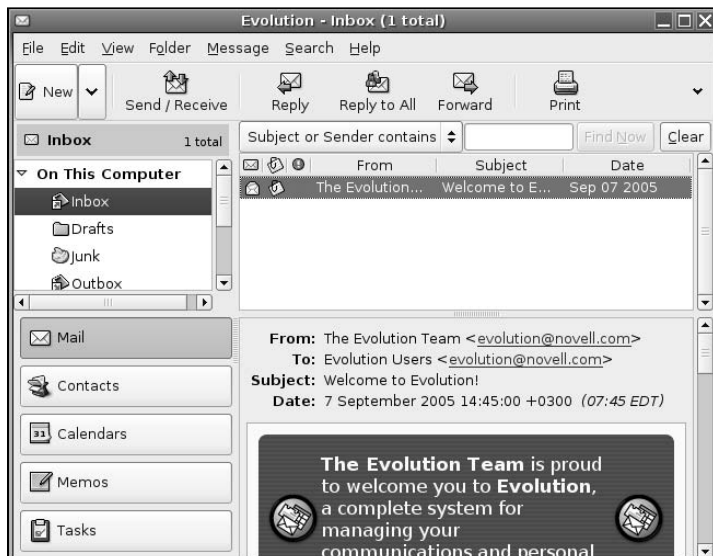 Evolution - Inbox (1 total)
File Edit View Folder Message Search Help
New Send / Receive Reply Reply to All Forward Print
Inbox 1 total
Subject or Sender contains Find Now Clear
On This Computer
Inbox
Drafts
Junk
Outbox
From Subject Date
The Evolution... Welcome to E... Sep 07 2005
Mail
Contacts
31 Calendars
Memos
Tasks
From: The Evolution Team <evolution@novell.com>
To: Evolution Users <evolution@novell.com>
Subject: Welcome to Evolution!
Date: 7 September 2005 14:45:00 +0300 (07:45 EDT)
The Evolution Team is proud
to welcome you to Evolution,
a complete system for
managing your
communications and personal